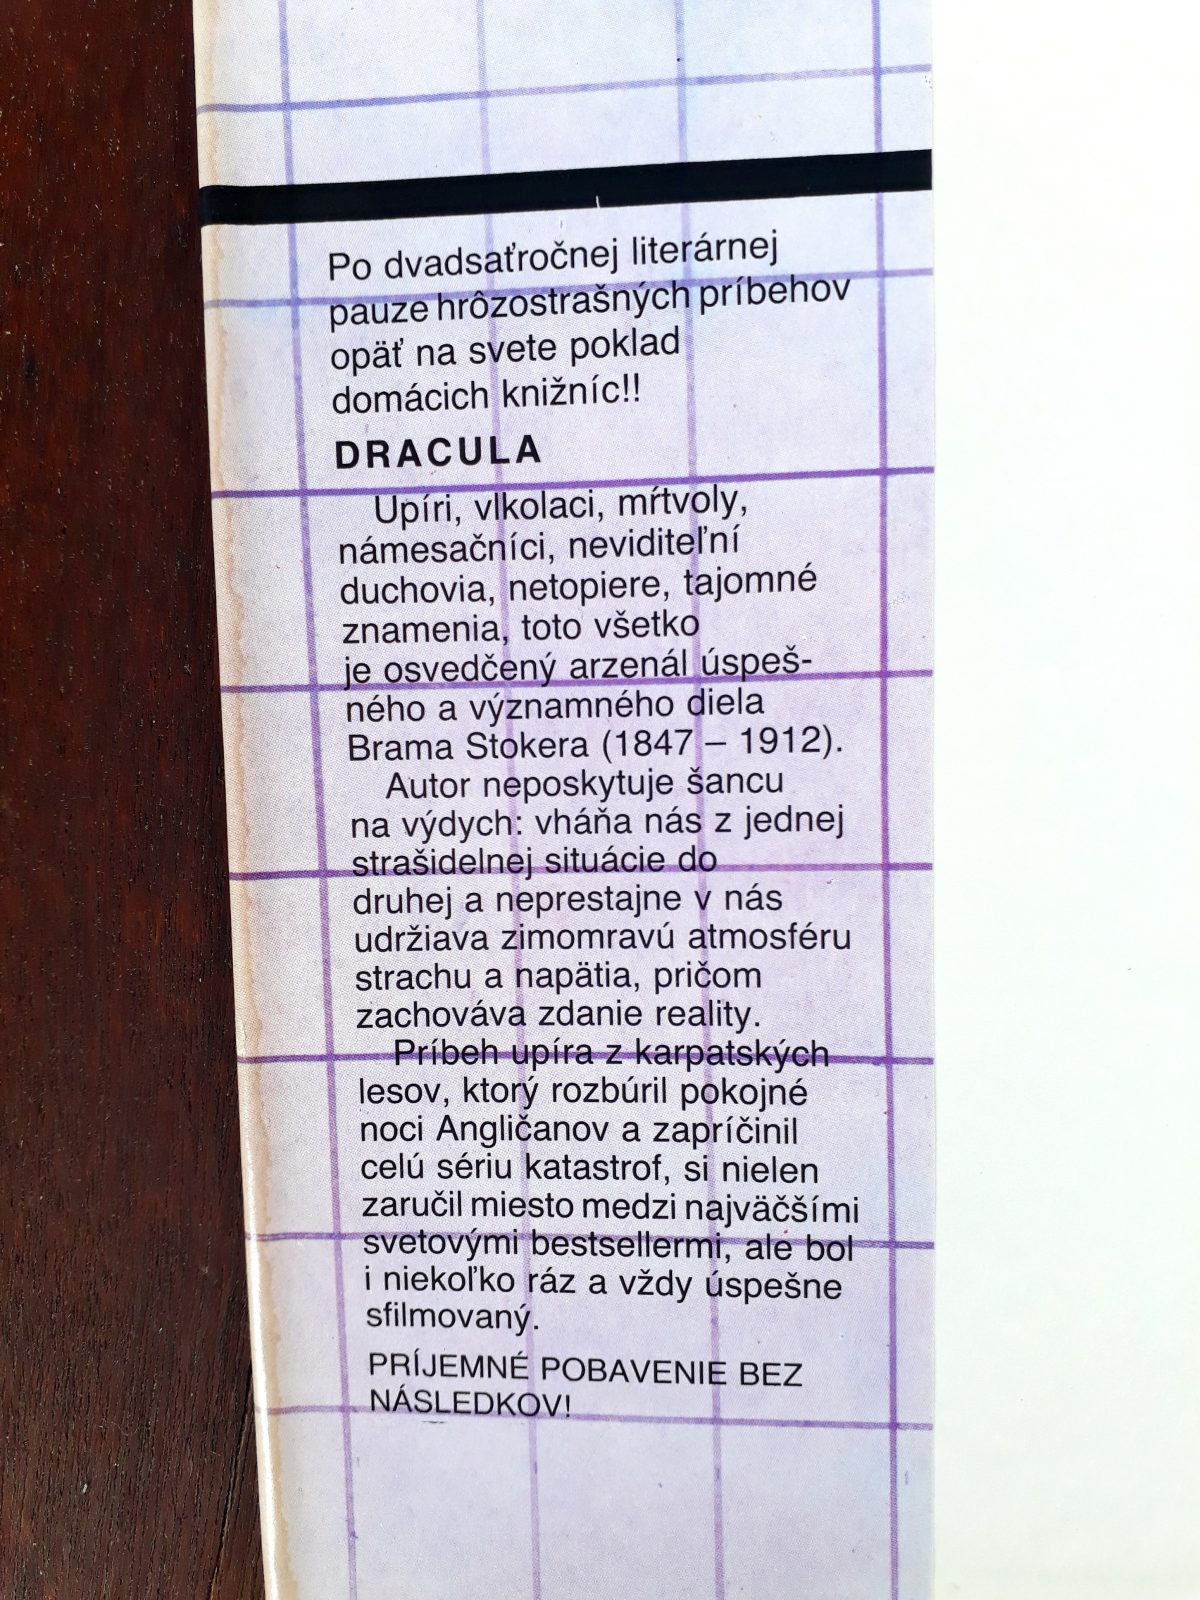 Po dvadsaťročnej literárnej
pauze hrôzostrašných príbehov
opäť na svete poklad
domácich knižníc!!
DRACULA
Upíri, vlkolaci, mŕtvoly,
námesačníci, neviditeľní
duchovia, netopiere, tajomné
znamenia, toto všetko
je osvedčený arzenál úspeš-
ného a významného diela
Brama Stokera (1847 – 1912).
Autor neposkytuje šancu
na výdych: vháňa nás z jednej
strašidelnej situácie do
druhej a neprestajne v nás
udržiava zimomravú atmosféru
strachu a napätia, pričom
zachováva zdanie reality.
Príbeh upíra z karpatských
lesov, ktorý rozbúril pokojné
noci Angličanov a zapríčinil
celú sériu katastrof, si nielen
zaručil miesto medzi najväčšími
svetovými bestsellermi, ale bol
i niekoľko ráz a vždy úspešne
sfilmovaný.
PRÍJEMNÉ POBAVENIE BEZ
NÁSLEDKOV!